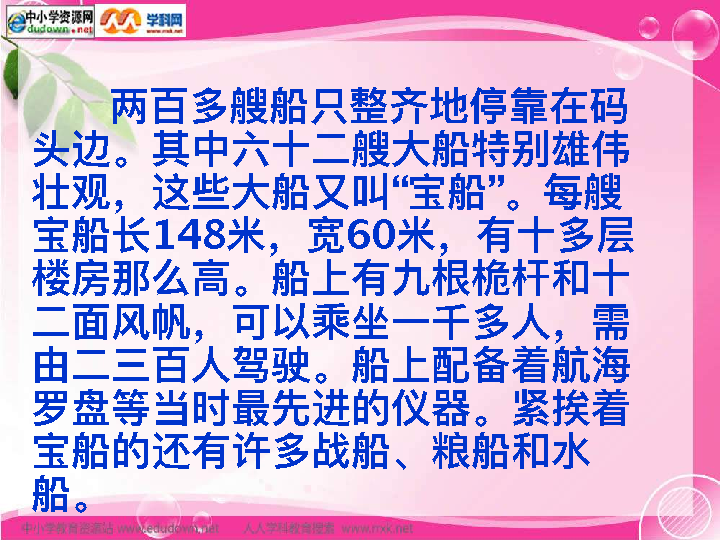 中小学资源网
edudown.net
学科网
www.nxk.net
两百多艘船只整齐地停靠在码
头边。其中六十二艘大船特别雄伟
壮观，这些大船又叫“宝船”。每艘
宝船长148米，宽60米，有十多层
楼房那么高。船上有九根桅杆和十
二面风帆，可以乘坐一千多人，需
由二三百人驾驶。船上配备着航海
罗盘等当时最先进的仪器。紧挨着
宝船的还有许多战船、粮船和水
船。
中小学教育资源站 www.edudown.net 人人学科教育搜索 www.rrxk.net